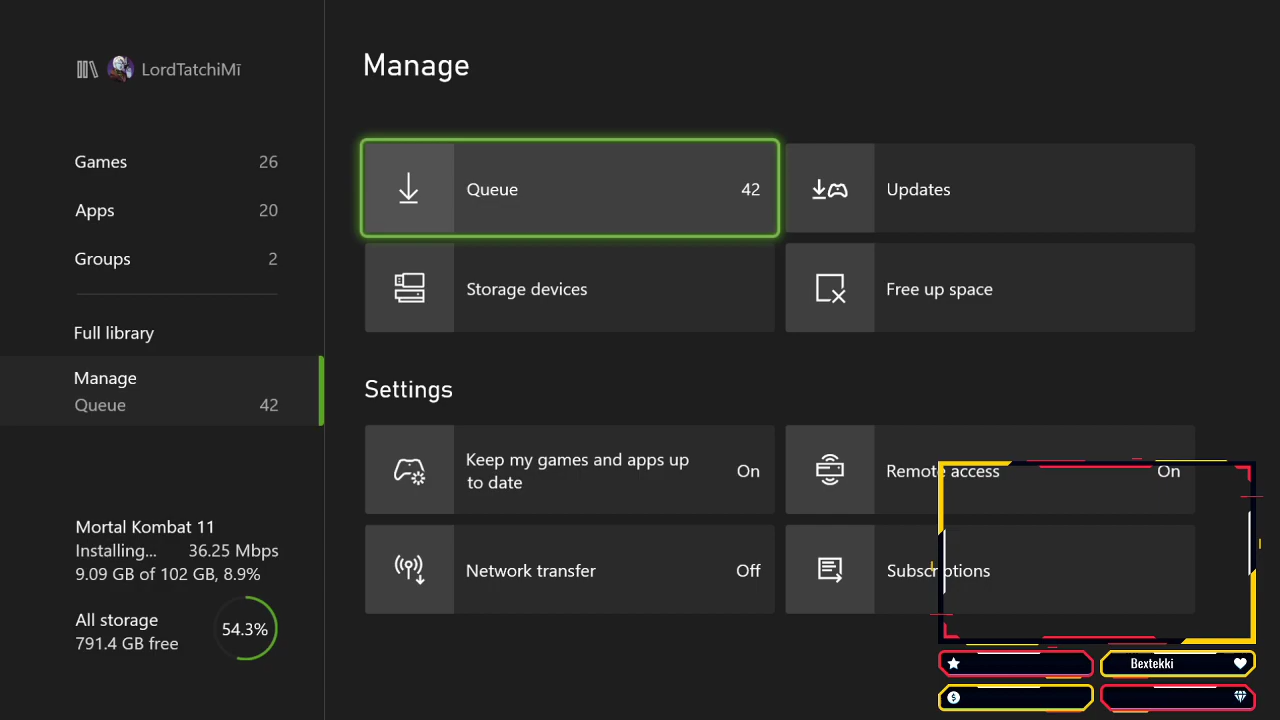 LordTatchiMī
Games 26
Apps 20
Groups 2
Full library
Manage
Queue 42
Mortal Kombat 11
Installing... 36.25 Mbps
9.09 GB of 102 GB, 8.9%
All storage
791.4 GB free
54.3%
Manage
Queue 42
Updates
Storage devices
Free up space
Settings
Keep my games and apps up
to date
On
Remote access On
Network transfer Off
Subscriptions
Bextekki